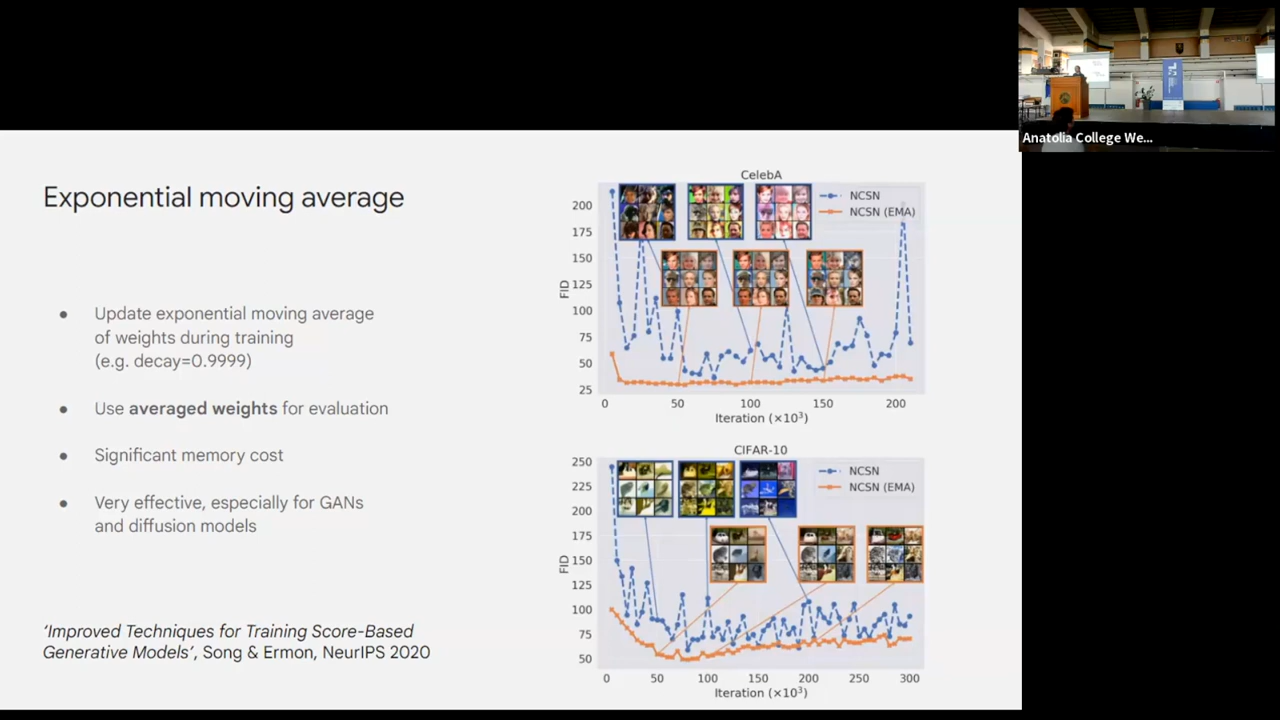 Exponential moving average
● Update exponential moving average
of weights during training
(e.g. decay=0.9999)
● Use averaged weights for evaluation
● Significant memory cost
● Very effective, especially for GANs
and diffusion models
'Improved Techniques for Training Score-Based
Generative Models', Song & Ermon, NeurIPS 2020
CelebA
NCSN
NCSN (EMA)
FID
200
175
150
125
100
75
50
25
0 50 100 150 200
Iteration (×10³)
CIFAR-10
NCSN
NCSN (EMA)
FID
250
225
200
175
150
125
100
75
50
0 50 100 150 200 250 300
Iteration (×10³)
Anatolia College We...